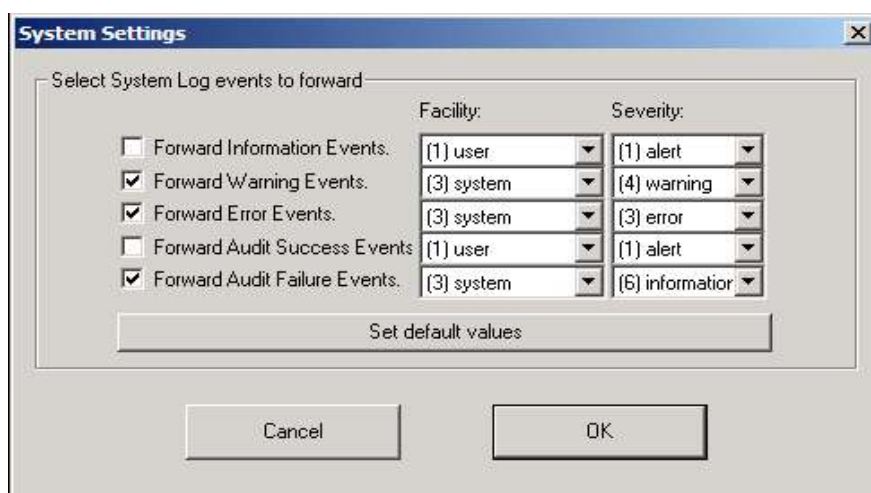 System Settings
Select System Log events to forward
Facility: Severity:
Forward Information Events. (1) user (1) alert
Forward Warning Events. (3) system (4) warning
Forward Error Events. (3) system (3) error
Forward Audit Success Events (1) user (1) alert
Forward Audit Failure Events. (3) system (6) information
Set default values
Cancel OK